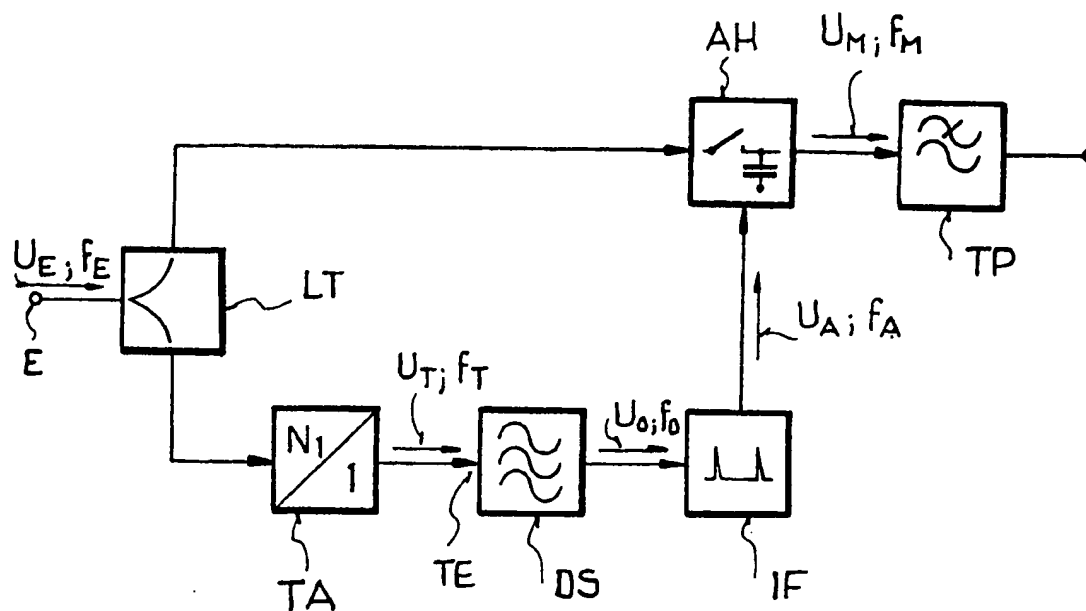 AH
U_M; f_M
TP
U_E; f_E
E
LT
U_A; f_A
U_T; f_T
U_0; f_0
N1/1
TA
TE
DS
IF